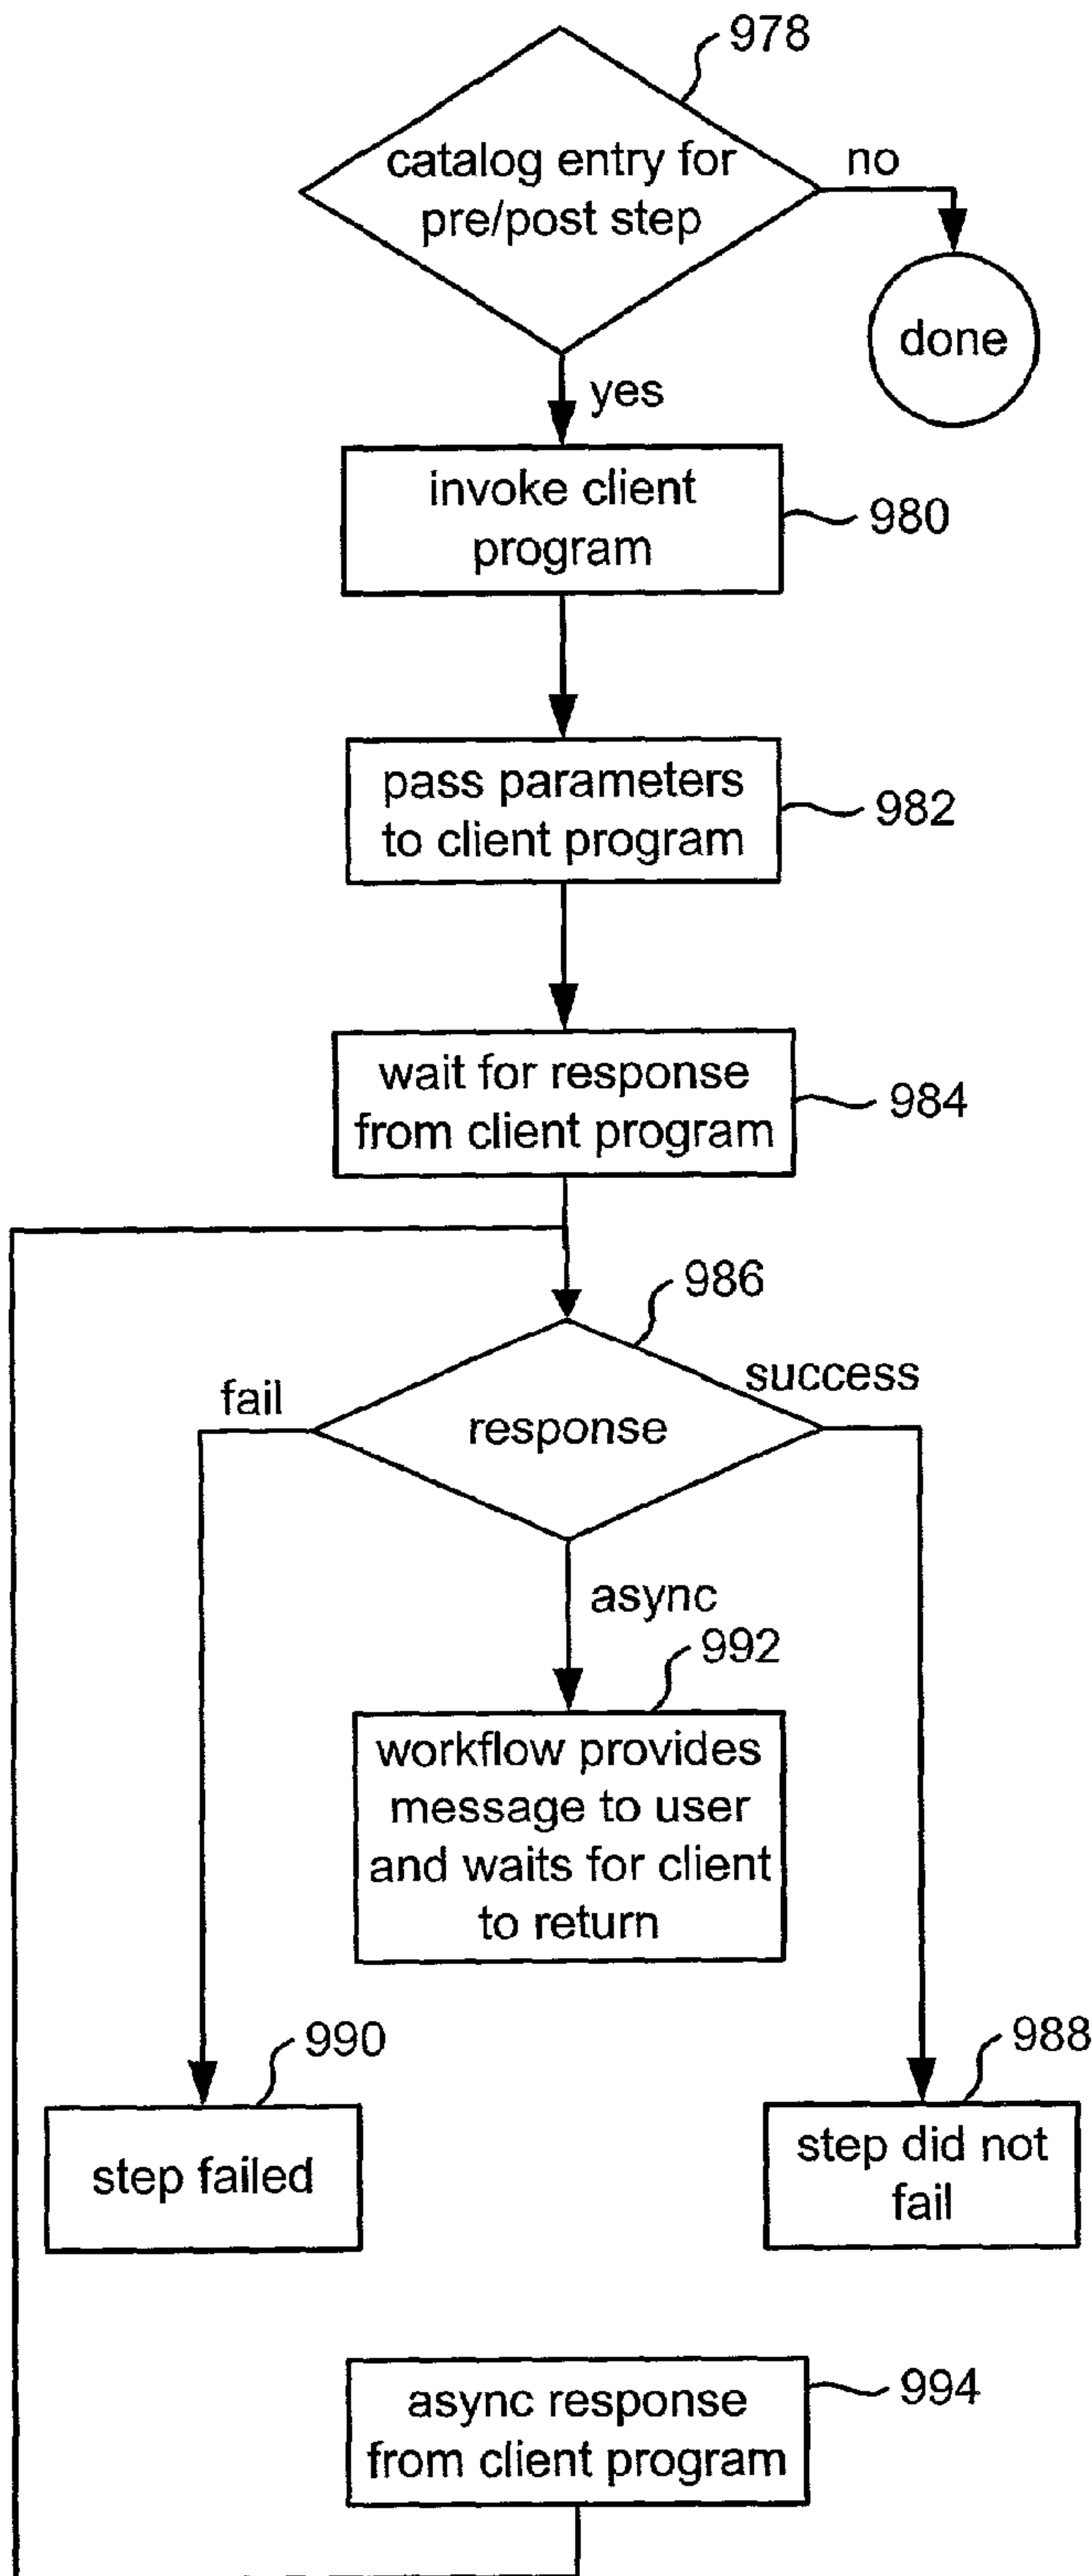 978
catalog entry for
pre/post step
no
done
yes
invoke client
program
980
pass parameters
to client program
982
wait for response
from client program
984
986
fail
success
response
async
992
workflow provides
message to user
and waits for client
to return
990
988
step failed
step did not
fail
async response
from client program
994